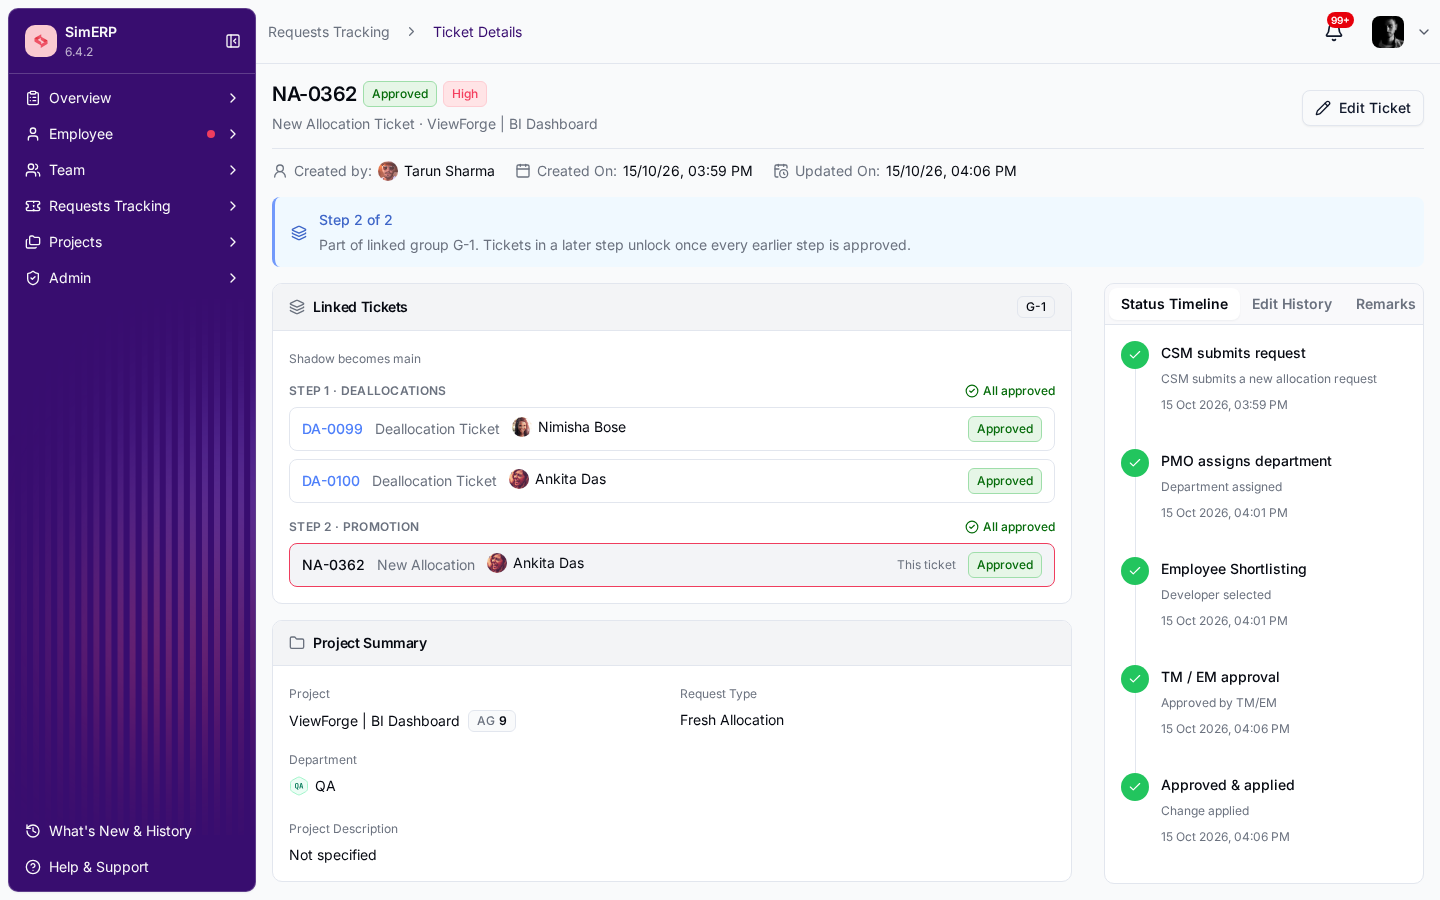 SimERP
6.4.2
Overview
Employee
Team
Requests Tracking
Projects
Admin
What's New & History
Help & Support
Requests Tracking > Ticket Details
99+
NA-0362 Approved High
New Allocation Ticket · ViewForge | BI Dashboard
Edit Ticket
Created by: Tarun Sharma Created On: 15/10/26, 03:59 PM Updated On: 15/10/26, 04:06 PM
Step 2 of 2
Part of linked group G-1. Tickets in a later step unlock once every earlier step is approved.
Linked Tickets G-1
Shadow becomes main
STEP 1 · DEALLOCATIONS All approved
DA-0099 Deallocation Ticket Nimisha Bose Approved
DA-0100 Deallocation Ticket Ankita Das Approved
STEP 2 · PROMOTION All approved
NA-0362 New Allocation Ankita Das This ticket Approved
Project Summary
Project
ViewForge | BI Dashboard AG 9
Request Type
Fresh Allocation
Department
QA QA
Project Description
Not specified
Status Timeline Edit History Remarks
CSM submits request
CSM submits a new allocation request
15 Oct 2026, 03:59 PM
PMO assigns department
Department assigned
15 Oct 2026, 04:01 PM
Employee Shortlisting
Developer selected
15 Oct 2026, 04:01 PM
TM / EM approval
Approved by TM/EM
15 Oct 2026, 04:06 PM
Approved & applied
Change applied
15 Oct 2026, 04:06 PM